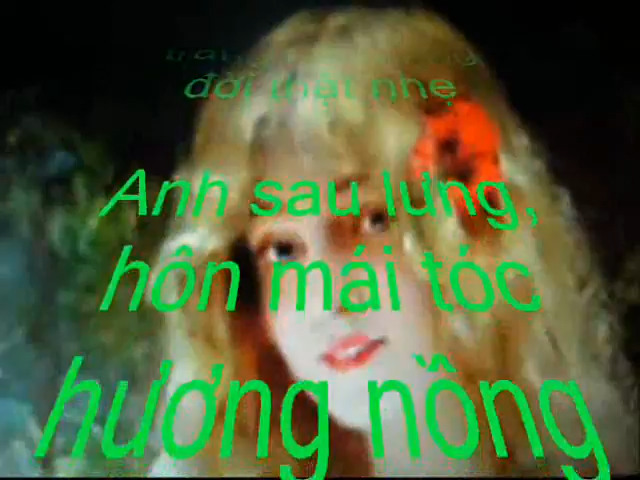 đời thật nhẹ
Anh sau lưng,
hôn mái tóc
hương nồng